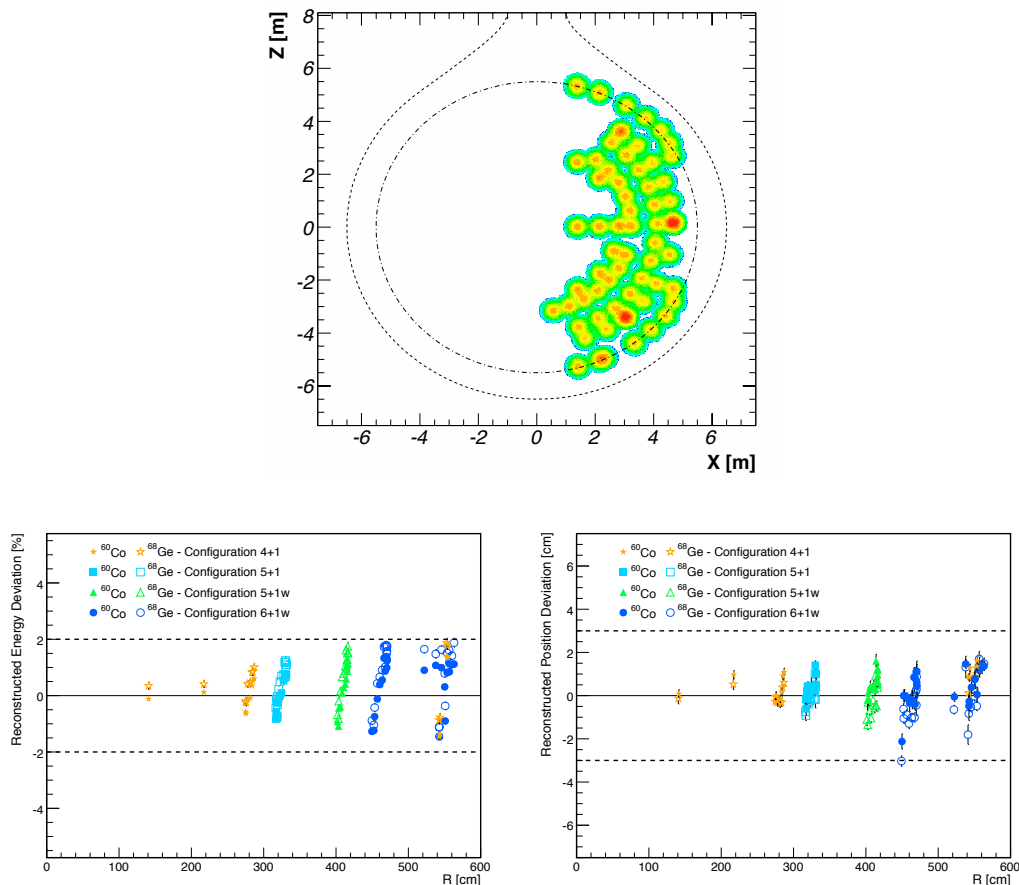 Z [m]
8
6
4
2
0
-2
-4
-6
-6 -4 -2 0 2 4 6
X [m]
Reconstructed Energy Deviation [%]
4
2
0
-2
-4
60Co 68Ge - Configuration 4+1
60Co 68Ge - Configuration 5+1
60Co 68Ge - Configuration 5+1w
60Co 68Ge - Configuration 6+1w
0 100 200 300 400 500 600
R [cm]
Reconstructed Position Deviation [cm]
6
4
2
0
-2
-4
-6
60Co 68Ge - Configuration 4+1
60Co 68Ge - Configuration 5+1
60Co 68Ge - Configuration 5+1w
60Co 68Ge - Configuration 6+1w
0 100 200 300 400 500 600
R [cm]